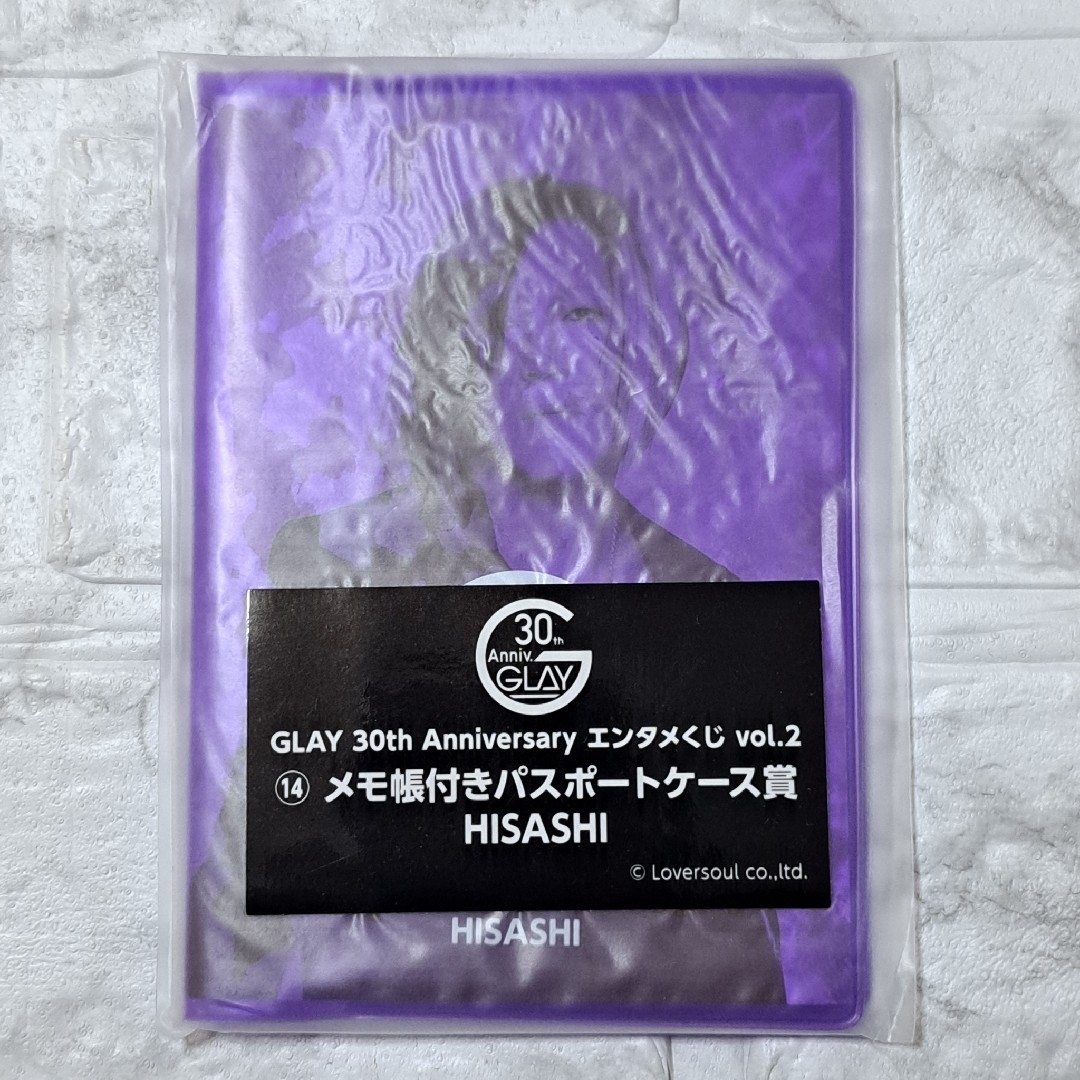 30th
Anniv.
GLAY
GLAY 30th Anniversary エンタメくじ vol.2
⑭ メモ帳付きパスポートケース賞
HISASHI
© Loversoul co.,ltd.
HISASHI